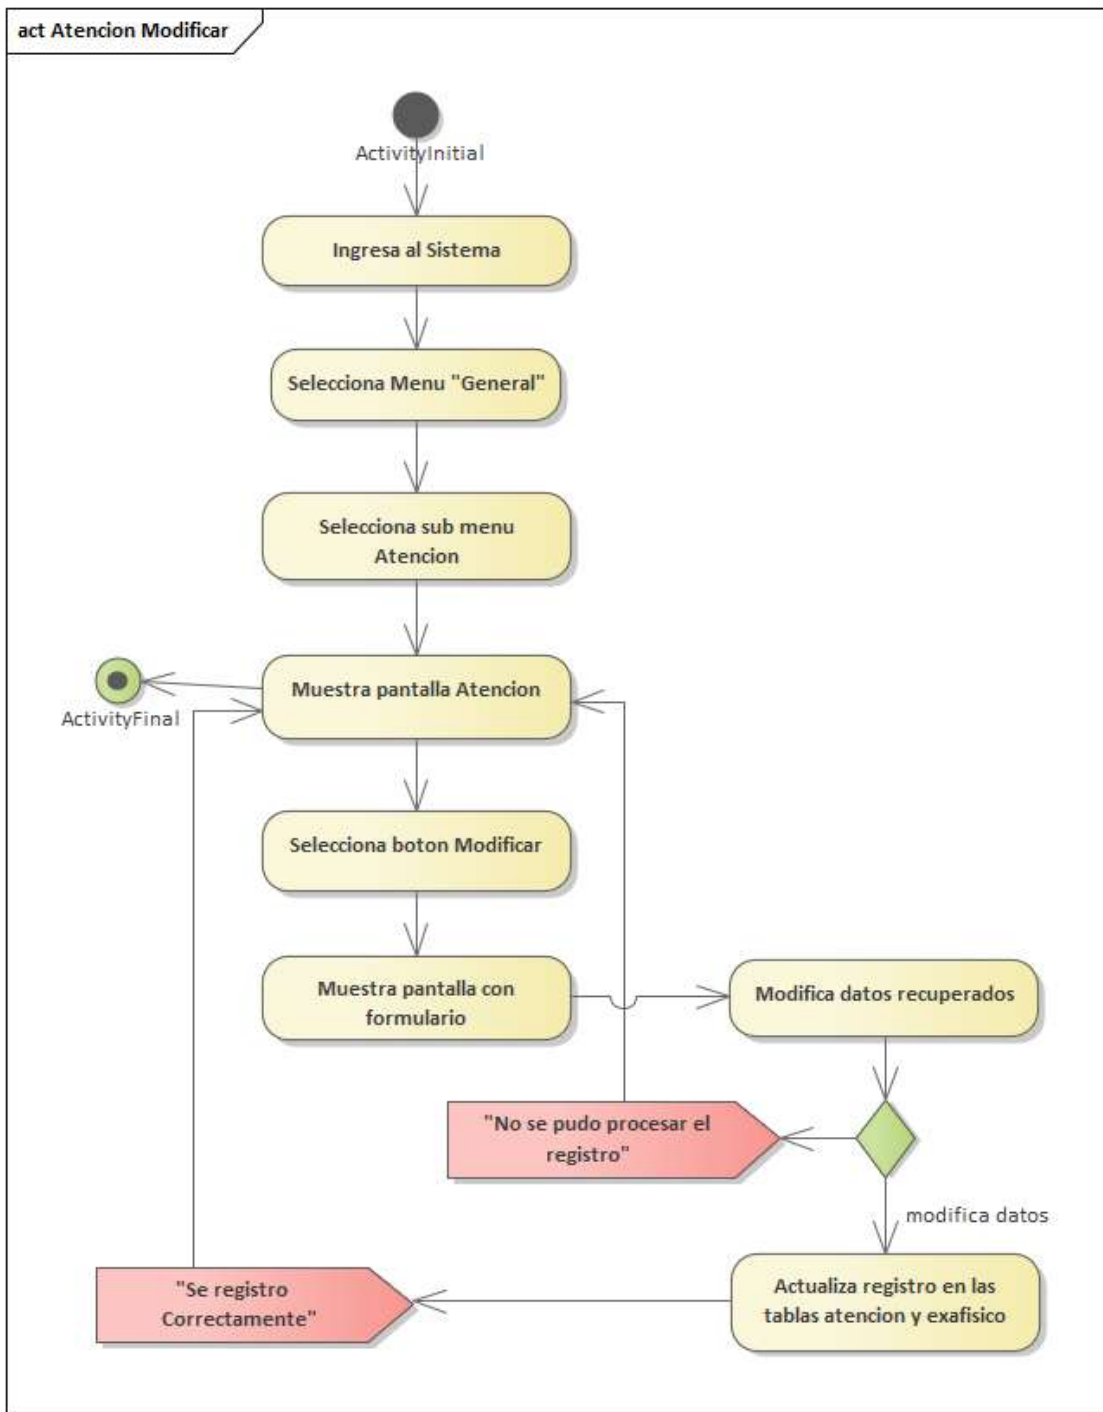 act Atencion Modificar
ActivityInitial
Ingresa al Sistema
Selecciona Menu "General"
Selecciona sub menu
Atencion
Muestra pantalla Atencion
ActivityFinal
Selecciona boton Modificar
Muestra pantalla con
formulario
Modifica datos recuperados
"No se pudo procesar el
registro"
modifica datos
Actualiza registro en las
tablas atencion y exafisico
"Se registro
Correctamente"